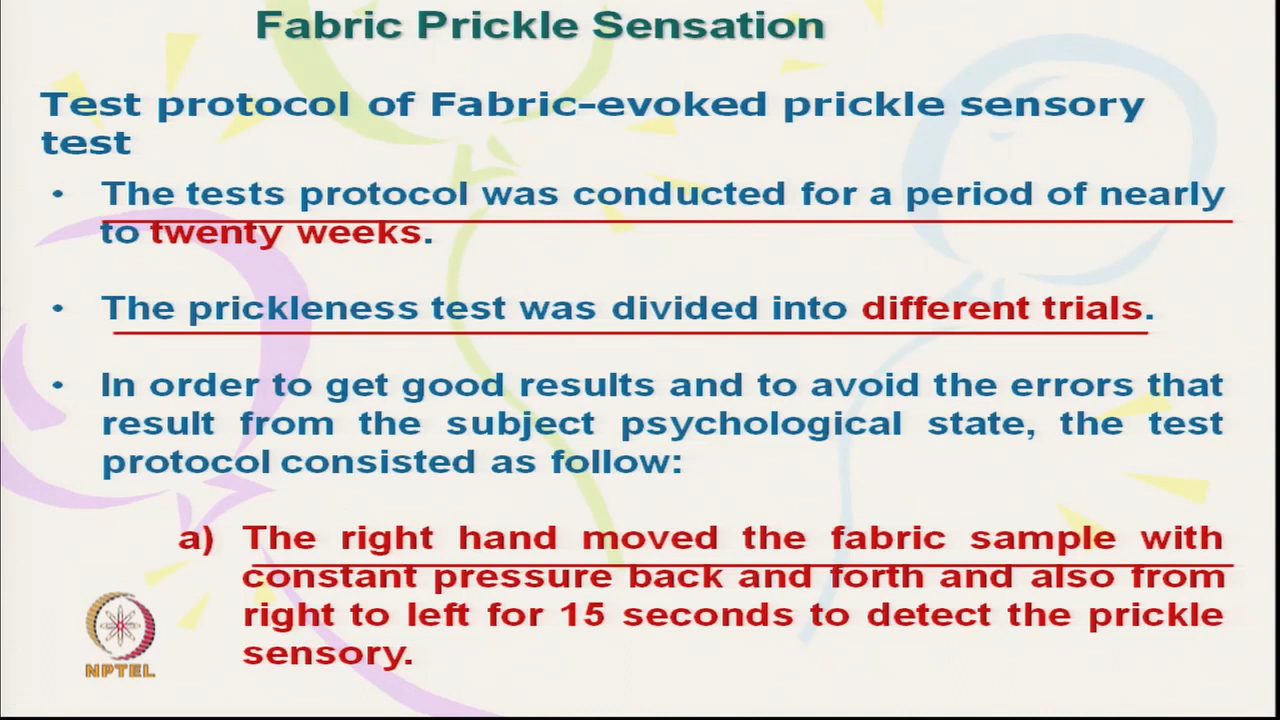 Fabric Prickle Sensation
Test protocol of Fabric-evoked prickle sensory
test
• The tests protocol was conducted for a period of nearly
to twenty weeks.
• The prickleness test was divided into different trials.
• In order to get good results and to avoid the errors that
result from the subject psychological state, the test
protocol consisted as follow:
a) The right hand moved the fabric sample with
constant pressure back and forth and also from
right to left for 15 seconds to detect the prickle
sensory.
NPTEL